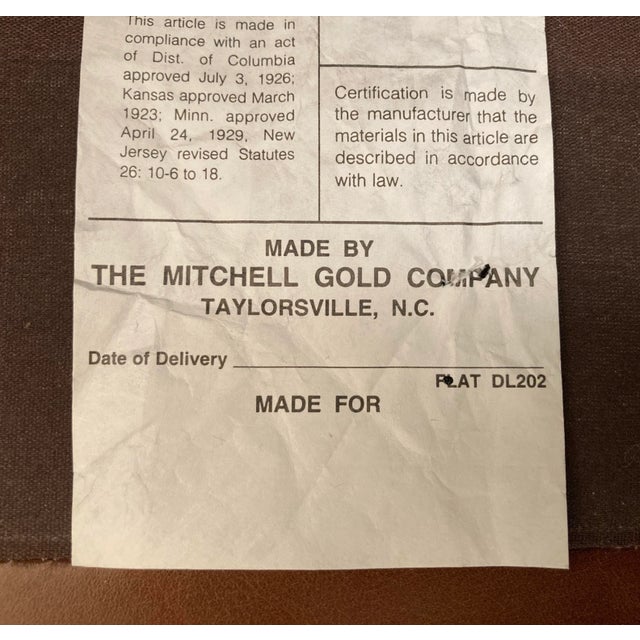 This article is made in
compliance with an act
of Dist. of Columbia
approved July 3, 1926;
Kansas approved March
1923; Minn. approved
April 24, 1929, New
Jersey revised Statutes
26: 10-6 to 18.
Certification is made by
the manufacturer that the
materials in this article are
described in accordance
with law.
MADE BY
THE MITCHELL GOLD COMPANY
TAYLORSVILLE, N.C.
Date of Delivery
FLAT DL202
MADE FOR